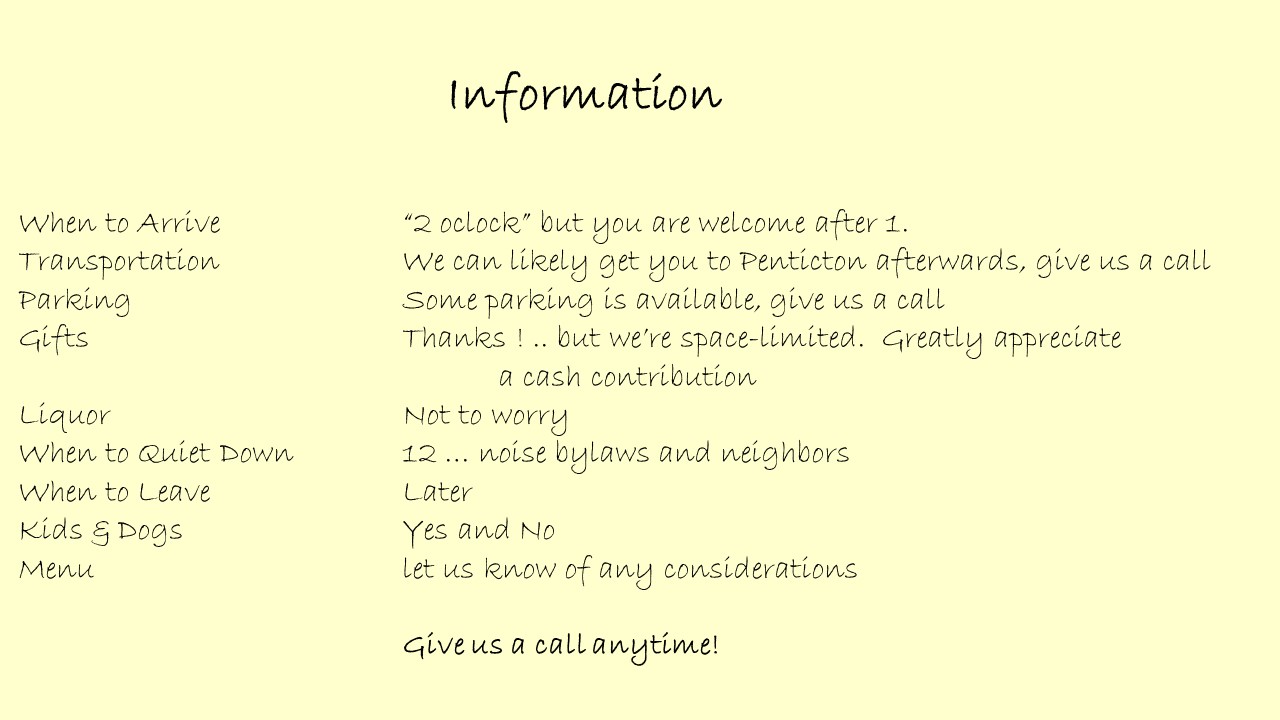 Information
When to Arrive “2 oclock” but you are welcome after 1.
Transportation We can likely get you to Penticton afterwards, give us a call
Parking Some parking is available, give us a call
Gifts Thanks ! .. but we’re space-limited. Greatly appreciate
a cash contribution
Liquor Not to worry
When to Quiet Down 12 ... noise bylaws and neighbors
When to Leave Later
Kids & Dogs Yes and No
Menu let us know of any considerations
Give us a call anytime!